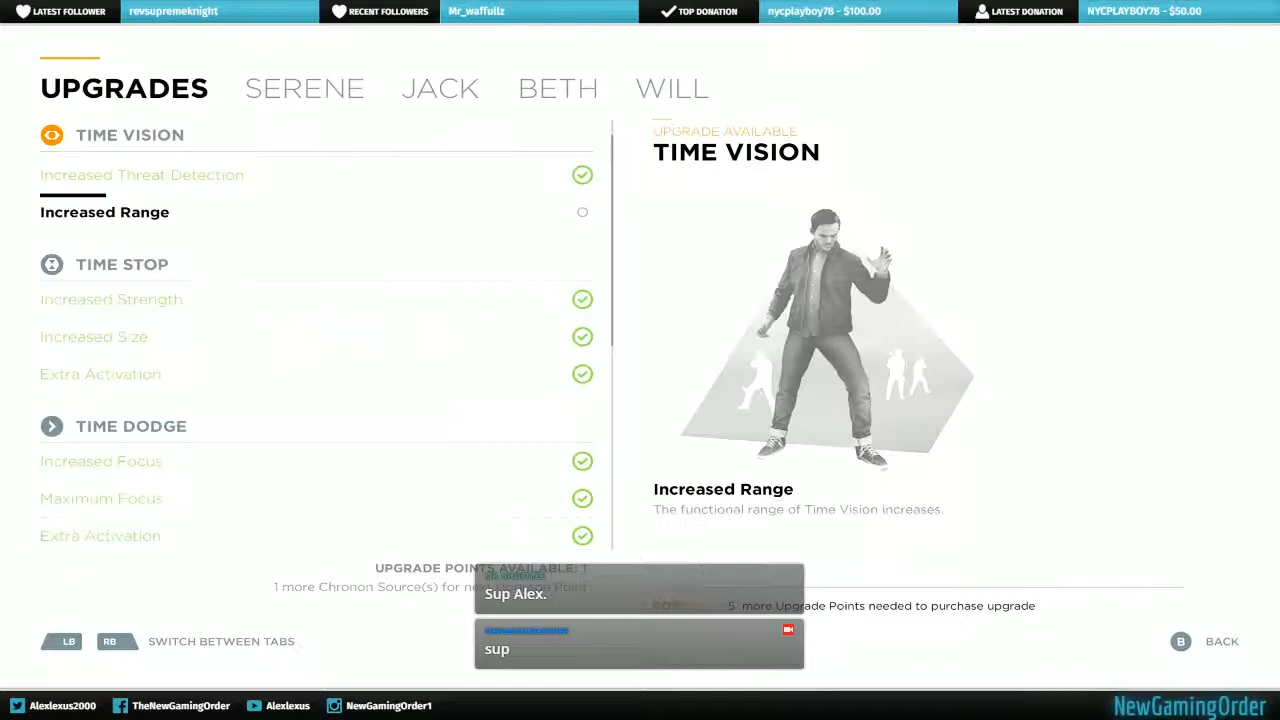 LATEST FOLLOWER
revsupremeknight
RECENT FOLLOWERS
Mr_waffullz
TOP DONATION
nycplayboy78 - $100.00
LATEST DONATION
NYCPLAYBOY78 - $50.00
UPGRADES SERENE JACK BETH WILL
TIME VISION
Increased Threat Detection
Increased Range
TIME STOP
Increased Strength
Increased Size
Extra Activation
TIME DODGE
Increased Focus
Maximum Focus
Extra Activation
UPGRADE POINTS AVAILABLE: 1
1 more Chronon Source(s) for next Upgrade Point
LB RB SWITCH BETWEEN TABS
UPGRADE AVAILABLE
TIME VISION
Increased Range
The functional range of Time Vision increases.
5 more Upgrade Points needed to purchase upgrade
B BACK
Sup Alex.
sup
Alexlexus2000
TheNewGamingOrder
Alexlexus
NewGamingOrder1
NewGamingOrder